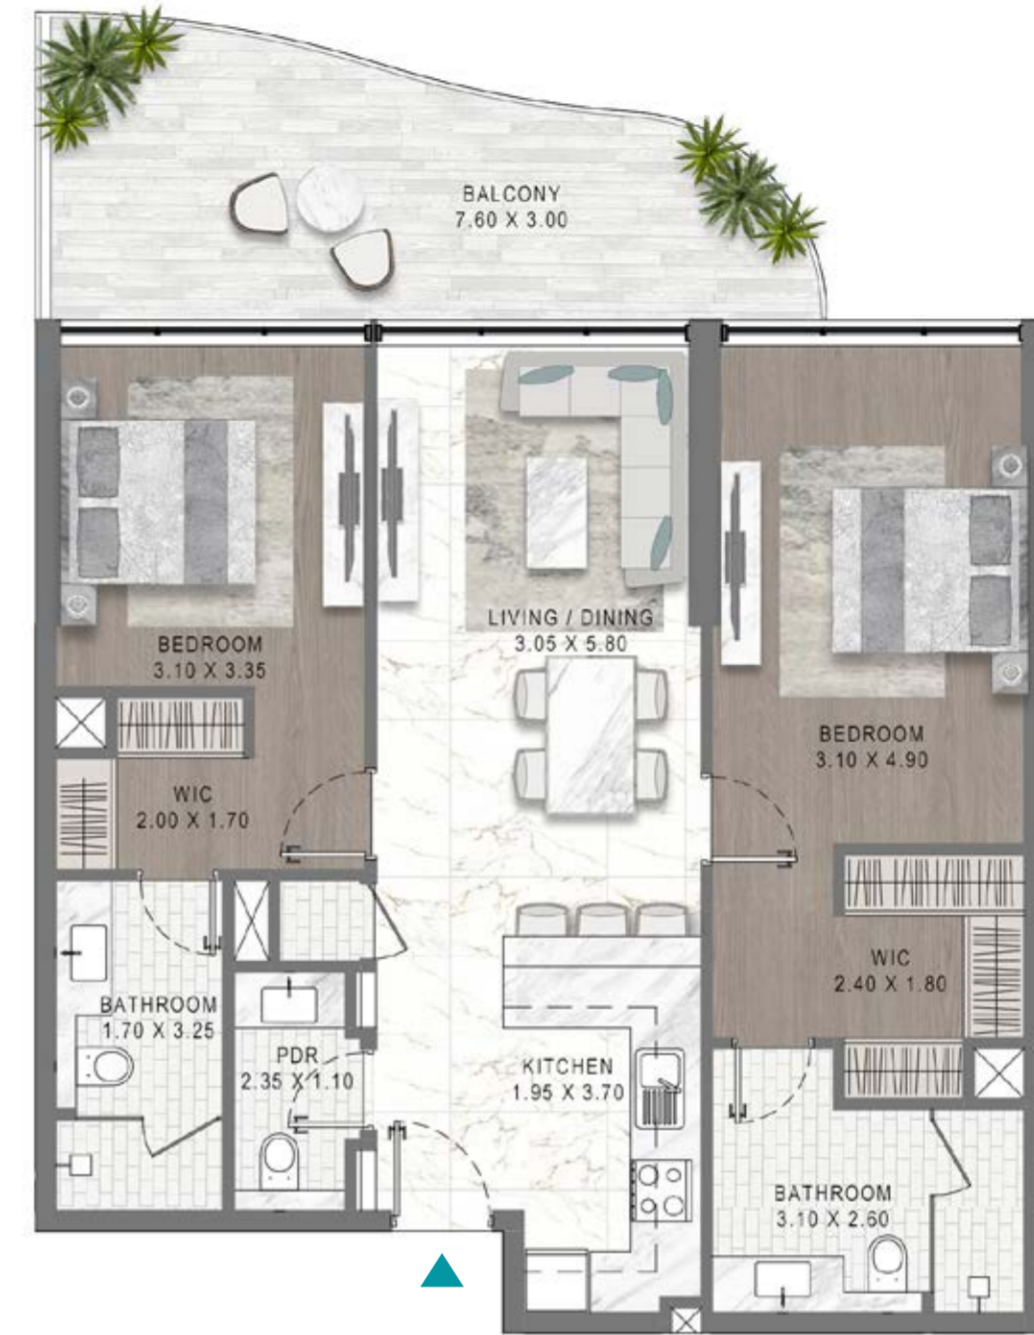 BALCONY
7.60 X 3.00
LIVING / DINING
3.05 X 5.80
BEDROOM
3.10 X 3.35
BEDROOM
3.10 X 4.90
WIC
2.00 X 1.70
WIC
2.40 X 1.80
BATHROOM
1.70 X 3.25
PDR
2.35 X 1.10
KITCHEN
1.95 X 3.70
BATHROOM
3.10 X 2.60